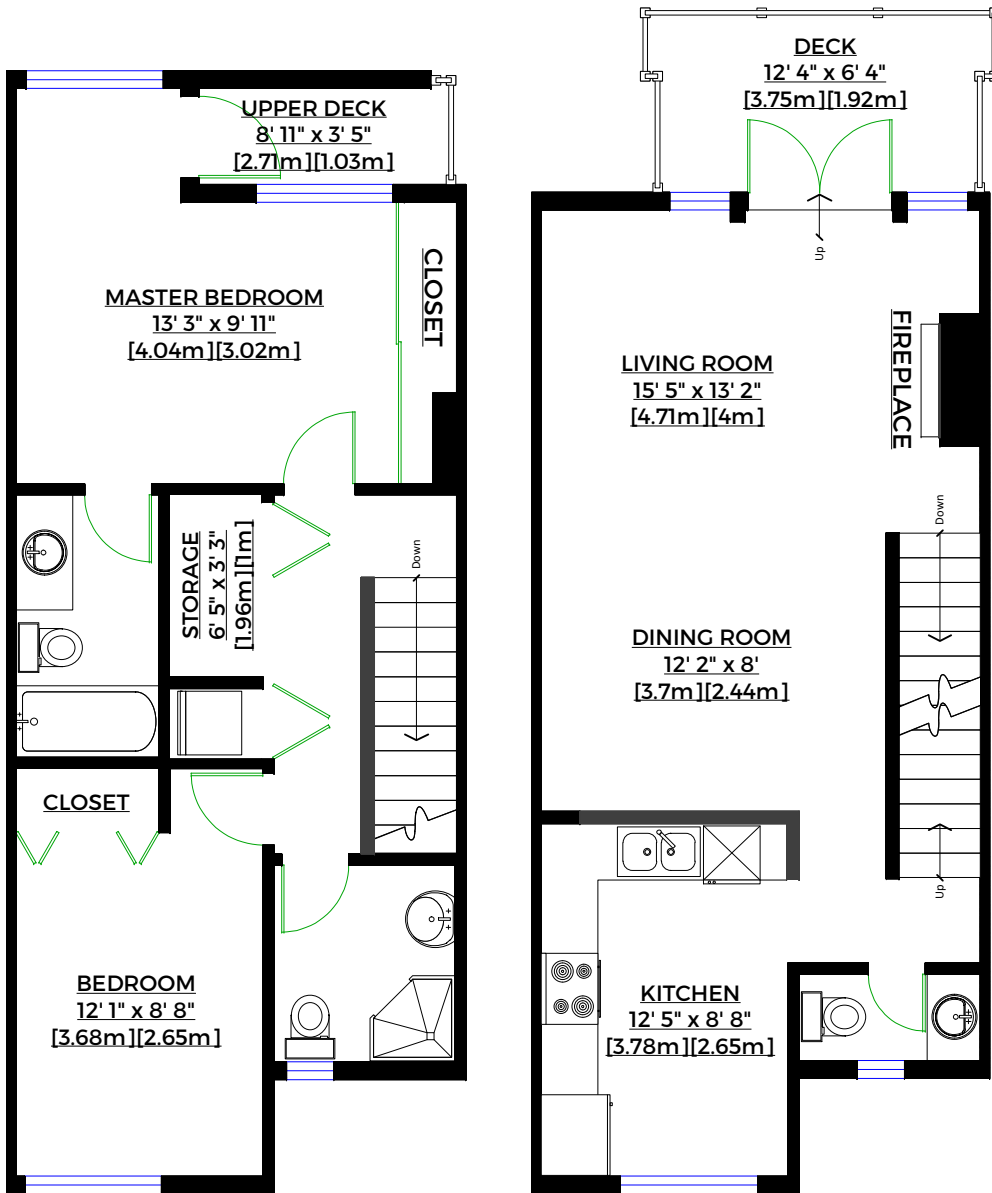 UPPER DECK
8' 11" x 3' 5"
[2.71m][1.03m]
MASTER BEDROOM
13' 3" x 9' 11"
[4.04m][3.02m]
CLOSET
STORAGE
6' 5" x 3' 3"
[1.96m][1m]
Down
CLOSET
BEDROOM
12' 1" x 8' 8"
[3.68m][2.65m]
DECK
12' 4" x 6' 4"
[3.75m][1.92m]
Up
LIVING ROOM
15' 5" x 13' 2"
[4.71m][4m]
FIREPLACE
Down
DINING ROOM
12' 2" x 8'
[3.7m][2.44m]
Up
KITCHEN
12' 5" x 8' 8"
[3.78m][2.65m]